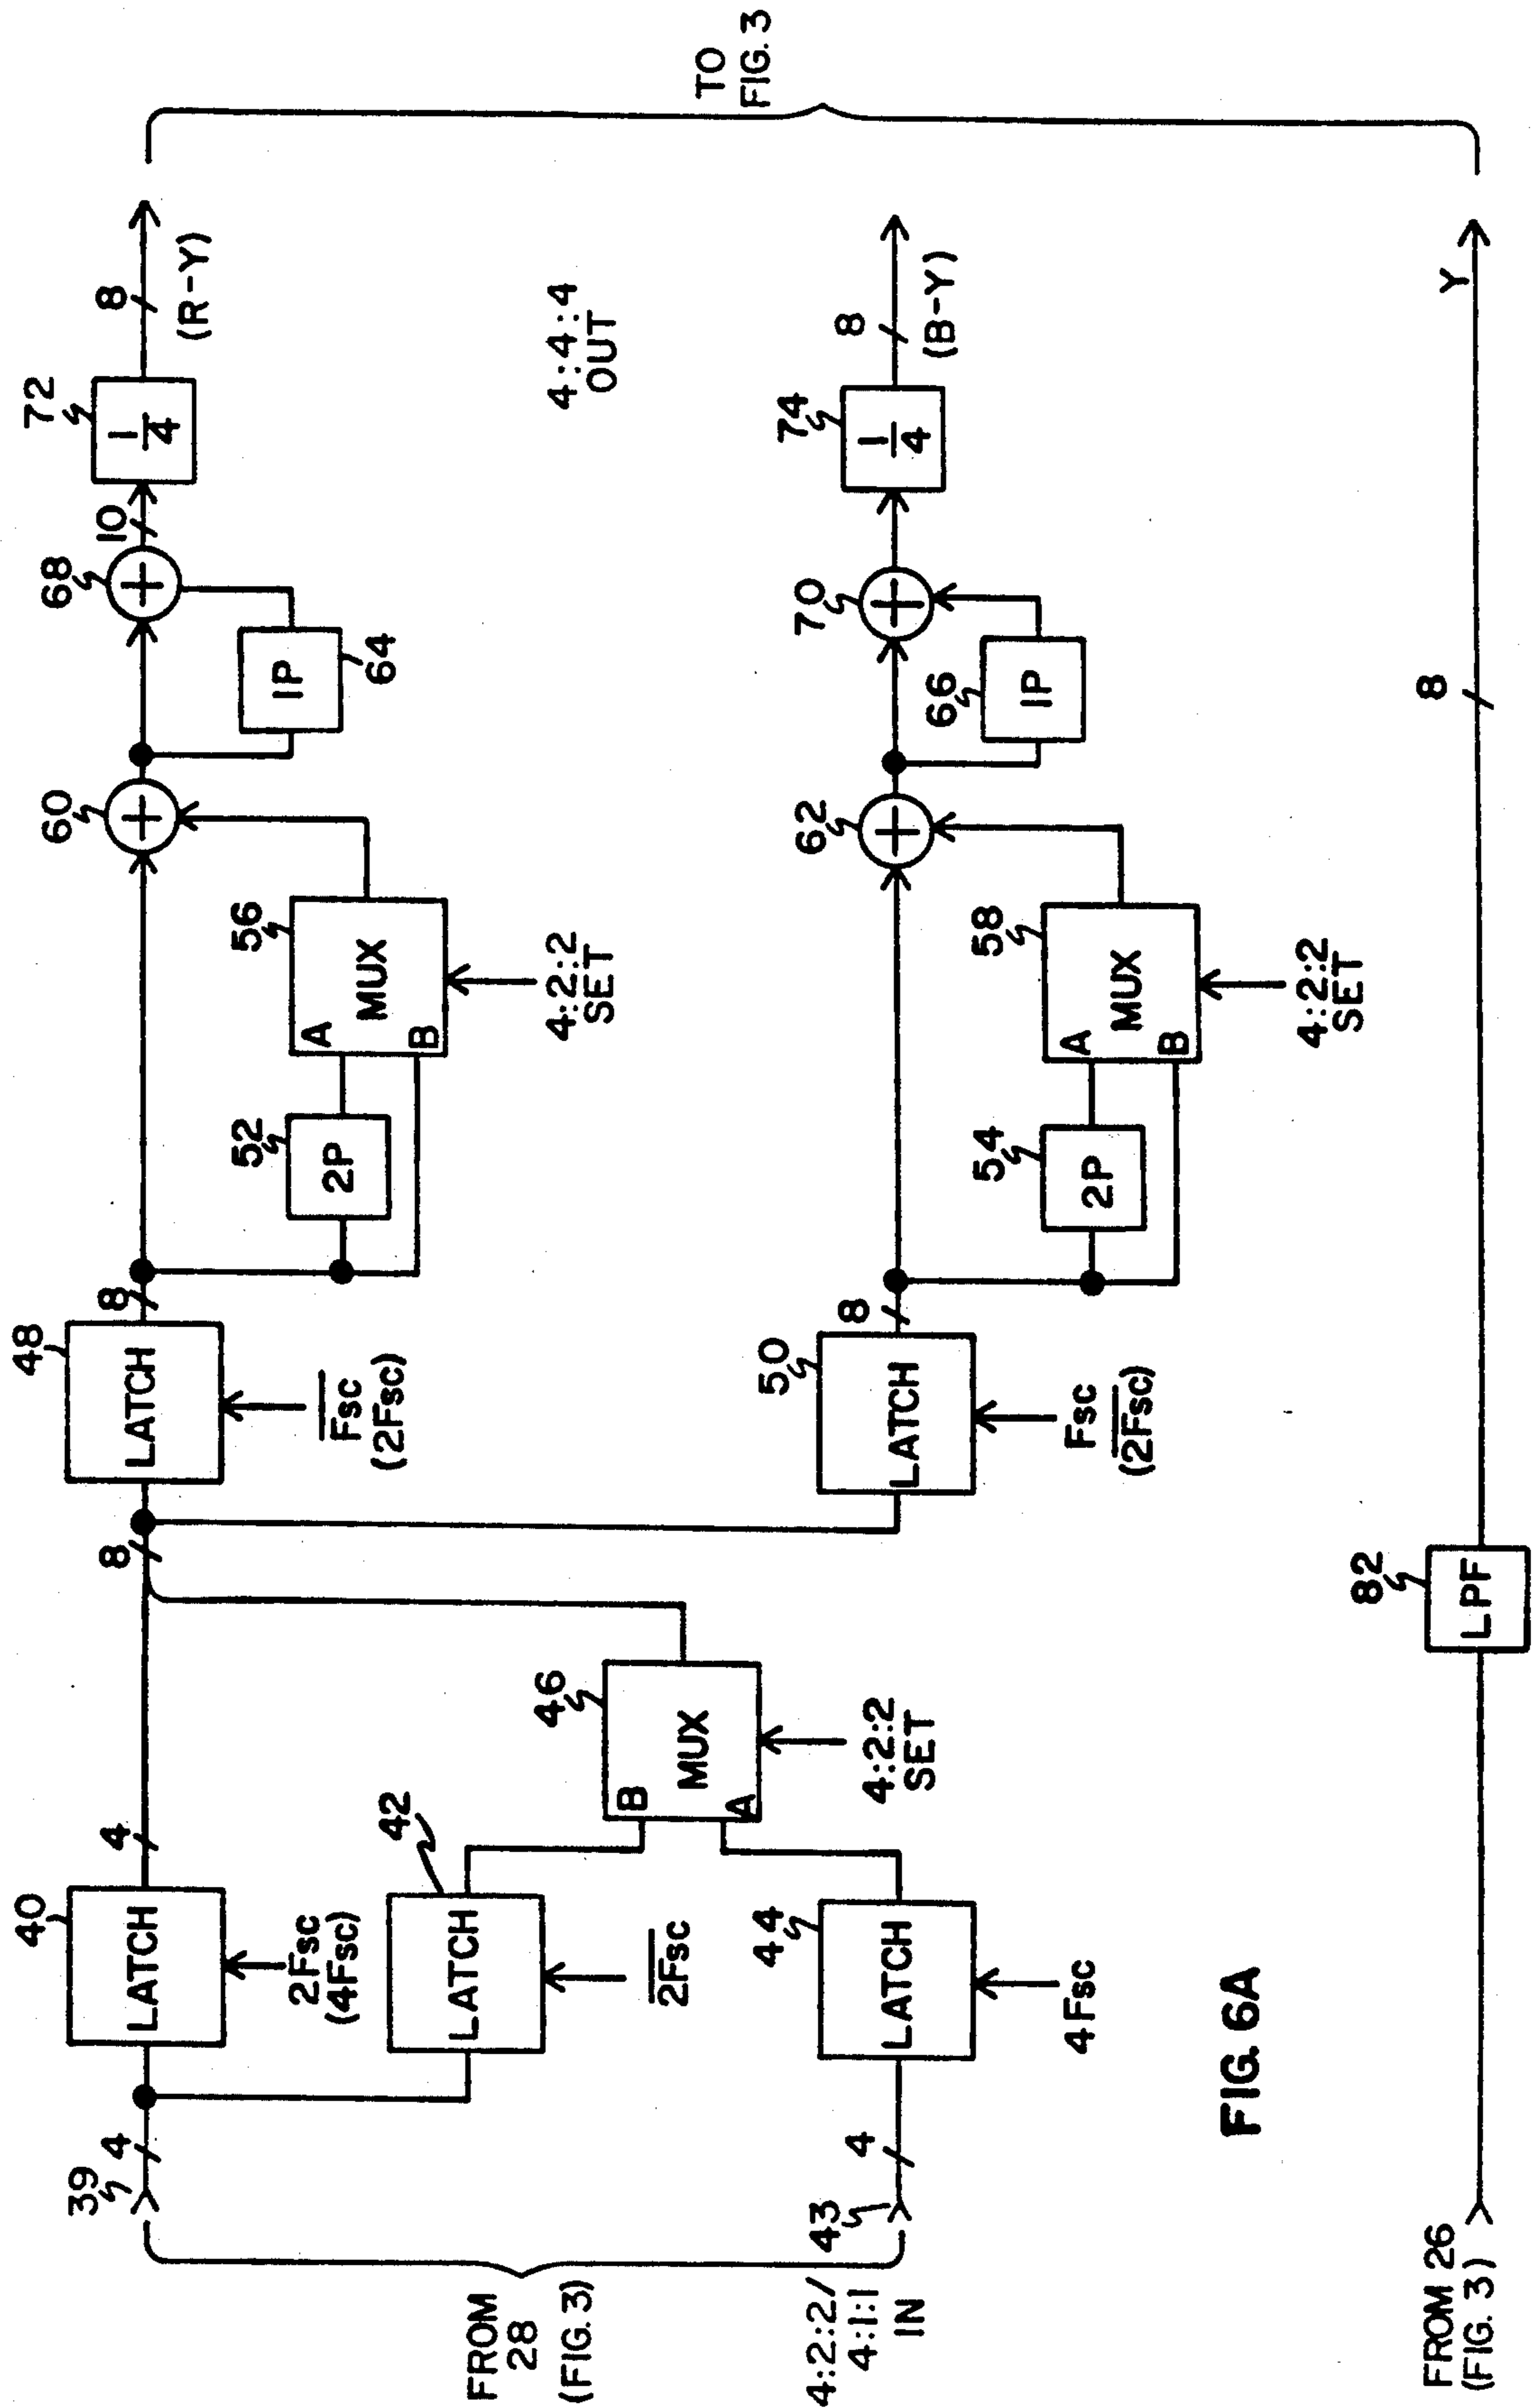 39
4
40
LATCH
2Fsc
(4Fsc)
4
42
LATCH
2Fsc
FROM
28
(FIG. 3)
4:2:2/
4:1:1
IN
43
4
44
LATCH
4Fsc
B
A
MUX
46
4:2:2
SET
8
48
LATCH
Fsc
(2Fsc)
8
52
2P
A
B
MUX
56
4:2:2
SET
60
+
1P
64
68
+
10
72
1
4
8
(R-Y)
50
LATCH
Fsc
(2Fsc)
8
54
2P
A
B
MUX
58
4:2:2
SET
62
+
66
1P
70
+
74
1
4
8
(B-Y)
4:4:4
OUT
TO
FIG. 3
FROM 26
(FIG. 3)
82
LPF
8
Y
FIG. 6A